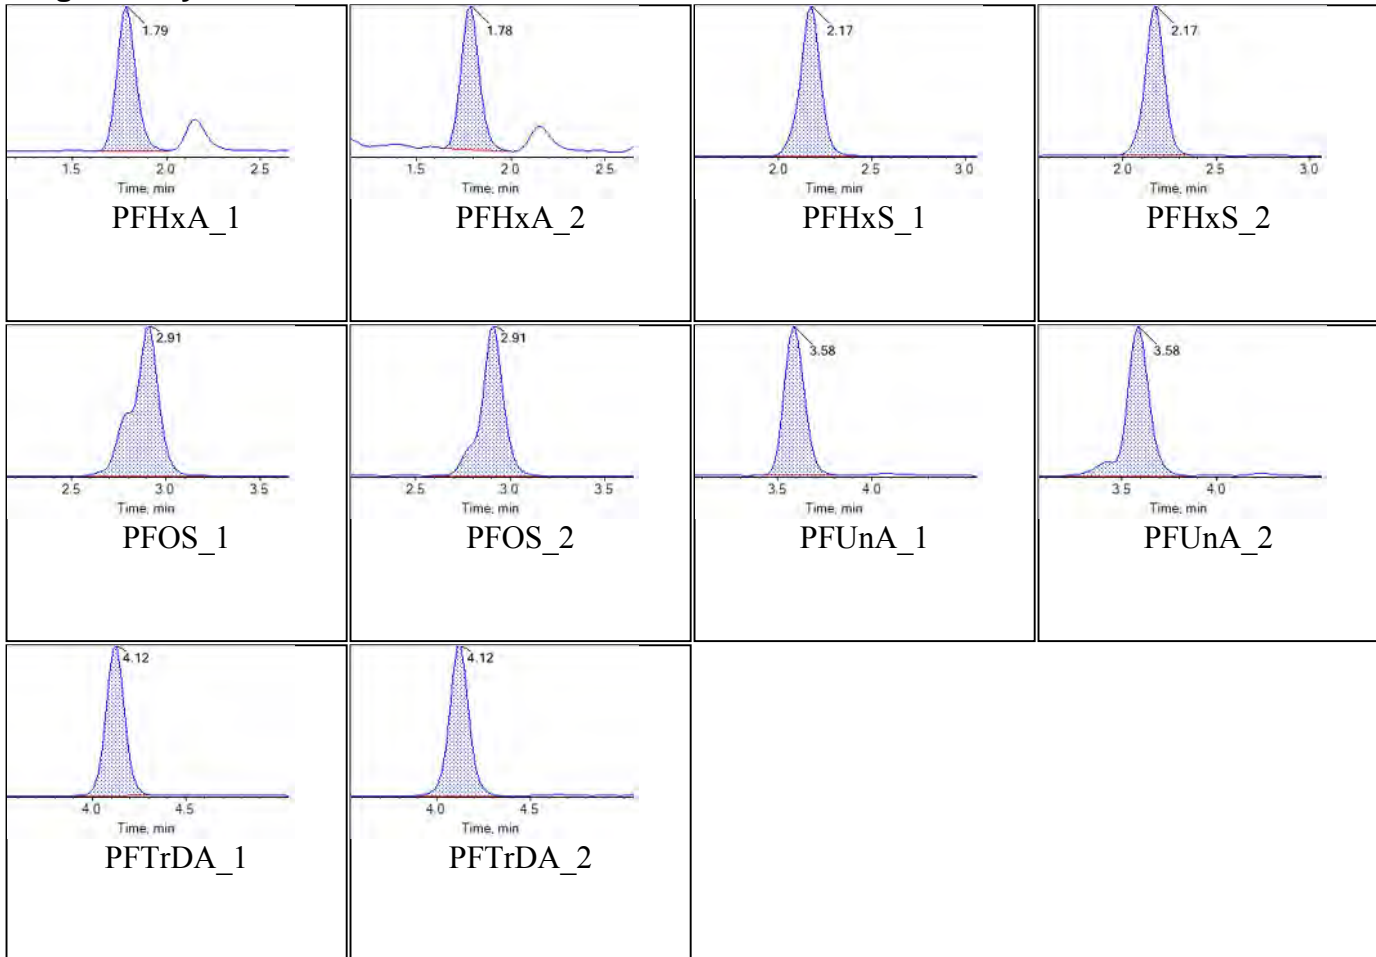 1.79
1.5 2.0 2.5
Time, min
PFHxA_1
1.78
1.5 2.0 2.5
Time, min
PFHxA_2
2.17
2.0 2.5 3.0
Time, min
PFHxS_1
2.17
2.0 2.5 3.0
Time, min
PFHxS_2
2.91
2.5 3.0 3.5
Time, min
PFOS_1
2.91
2.5 3.0 3.5
Time, min
PFOS_2
3.58
3.5 4.0
Time, min
PFUnA_1
3.58
3.5 4.0
Time, min
PFUnA_2
4.12
4.0 4.5
Time, min
PFTrDA_1
4.12
4.0 4.5
Time, min
PFTrDA_2